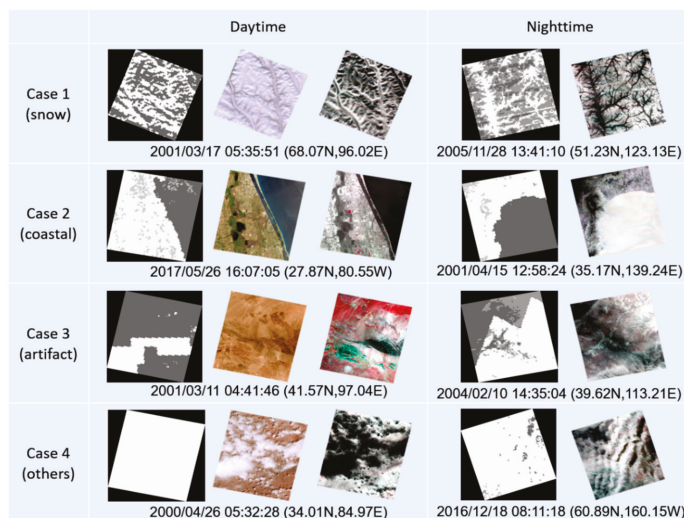 Daytime Nighttime
Case 1
(snow)
2001/03/17 05:35:51 (68.07N,96.02E) 2005/11/28 13:41:10 (51.23N,123.13E)
Case 2
(coastal)
2017/05/26 16:07:05 (27.87N,80.55W) 2001/04/15 12:58:24 (35.17N,139.24E)
Case 3
(artifact)
2001/03/11 04:41:46 (41.57N,97.04E) 2004/02/10 14:35:04 (39.62N,113.21E)
Case 4
(others)
2000/04/26 05:32:28 (34.01N,84.97E) 2016/12/18 08:11:18 (60.89N,160.15W)